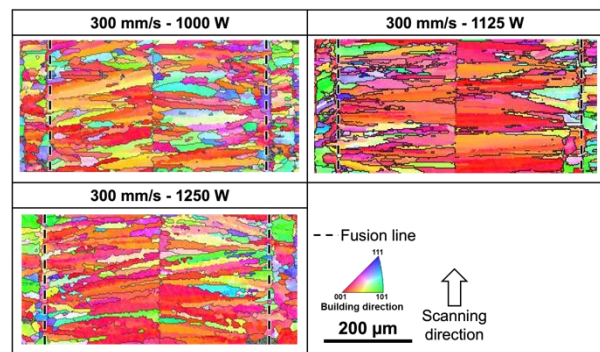 300 mm/s - 1000 W
300 mm/s - 1125 W
300 mm/s - 1250 W
Fusion line
111
001
101
Building direction
200 μm
Scanning
direction